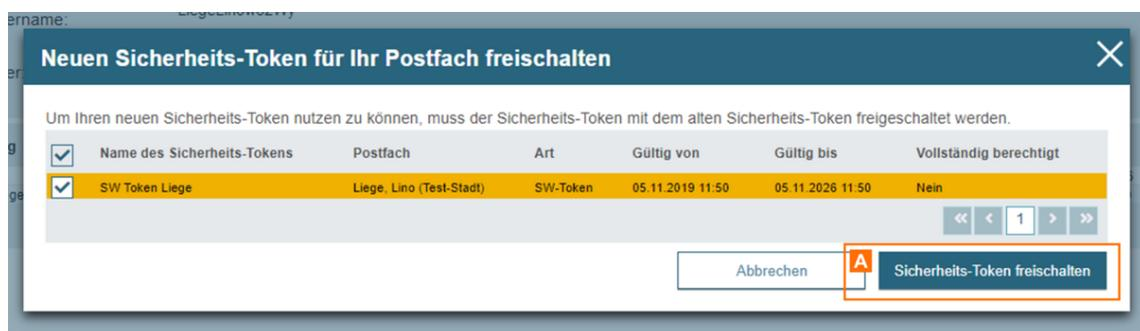 ername:
Neuen Sicherheits-Token für Ihr Postfach freischalten
er:
Um Ihren neuen Sicherheits-Token nutzen zu können, muss der Sicherheits-Token mit dem alten Sicherheits-Token freigeschaltet werden.
g Name des Sicherheits-Tokens Postfach Art Gültig von Gültig bis Vollständig berechtigt
ge SW Token Liege Liege, Lino (Test-Stadt) SW-Token 05.11.2019 11:50 05.11.2026 11:50 Nein
« < 1 > »
Abbrechen A Sicherheits-Token freischalten